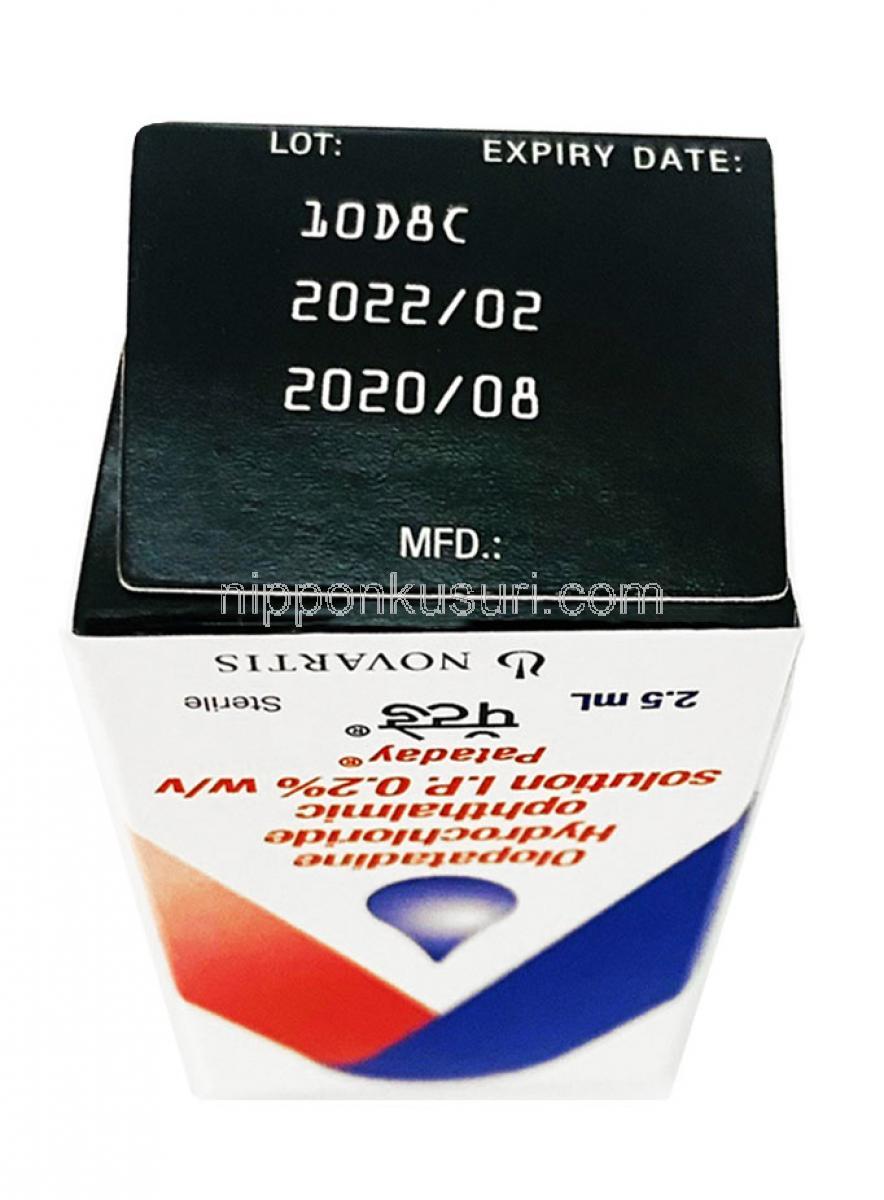 LOT: EXPIRY DATE:
10D8C
2022/02
2020/08
MFD.:
nipponkusuri.com
NOVARTIS
2.5 mL Sterile
पॅटडे®
Pataday®
solution I.P. 0.2% w/v
ophthalmic
Hydrochloride
Olopatadine